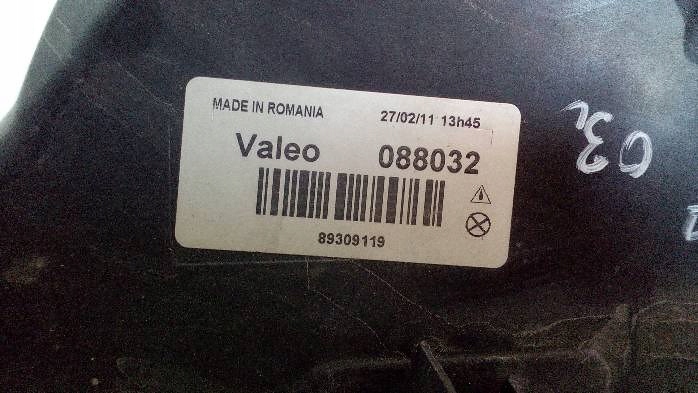 MADE IN ROMANIA 27/02/11 13h45
Valeo 088032
89309119